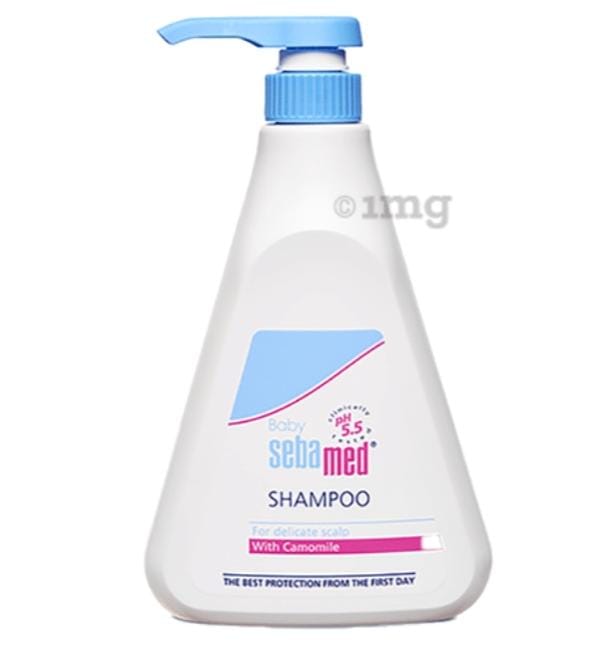 © 1mg
Baby
clinically tested
pH
5.5
sebamed®
SHAMPOO
For delicate scalp
With Camomile
THE BEST PROTECTION FROM THE FIRST DAY